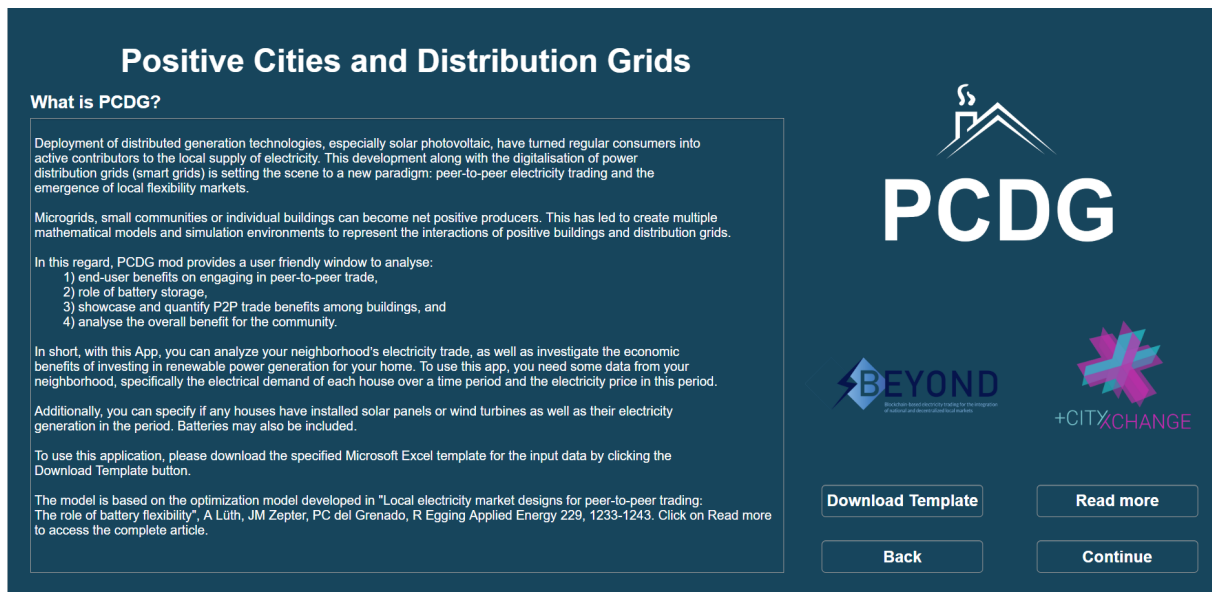 Positive Cities and Distribution Grids
What is PCDG?
Deployment of distributed generation technologies, especially solar photovoltaic, have turned regular consumers into
active contributors to the local supply of electricity. This development along with the digitalisation of power
distribution grids (smart grids) is setting the scene to a new paradigm: peer-to-peer electricity trading and the
emergence of local flexibility markets.
Microgrids, small communities or individual buildings can become net positive producers. This has led to create multiple
mathematical models and simulation environments to represent the interactions of positive buildings and distribution grids.
In this regard, PCDG mod provides a user friendly window to analyse:
1) end-user benefits on engaging in peer-to-peer trade,
2) role of battery storage,
3) showcase and quantify P2P trade benefits among buildings, and
4) analyse the overall benefit for the community.
In short, with this App, you can analyze your neighborhood's electricity trade, as well as investigate the economic
benefits of investing in renewable power generation for your home. To use this app, you need some data from your
neighborhood, specifically the electrical demand of each house over a time period and the electricity price in this period.
Additionally, you can specify if any houses have installed solar panels or wind turbines as well as their electricity
generation in the period. Batteries may also be included.
To use this application, please download the specified Microsoft Excel template for the input data by clicking the
Download Template button.
The model is based on the optimization model developed in "Local electricity market designs for peer-to-peer trading:
The role of battery flexibility", A Lüth, JM Zepter, PC del Grenado, R Egging Applied Energy 229, 1233-1243. Click on Read more
to access the complete article.
PCDG
BEYOND
Blockchain based electricity trading for the integration
of national and decentralized local markets
+CITYXCHANGE
Download Template
Read more
Back
Continue